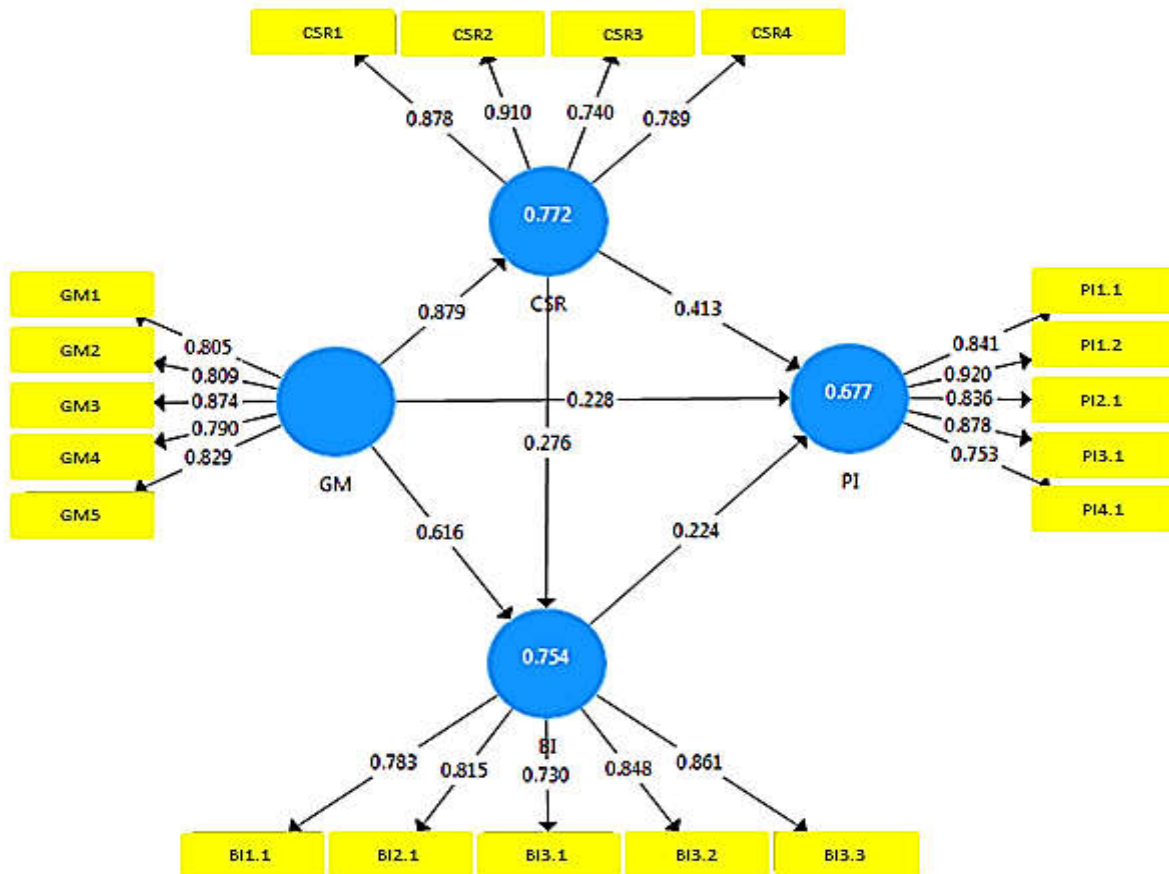 CSR1 CSR2 CSR3 CSR4
0.878 0.910 0.740 0.789
0.772
CSR
GM1
GM2
GM3
GM4
GM5
0.805
0.809
0.874
0.790
0.829
GM
0.879
0.413
0.228
0.276
0.616
0.224
0.677
PI
0.841
0.920
0.836
0.878
0.753
PI1.1
PI1.2
PI2.1
PI3.1
PI4.1
0.754
BI
0.783 0.815 0.730 0.848 0.861
BI1.1 BI2.1 BI3.1 BI3.2 BI3.3